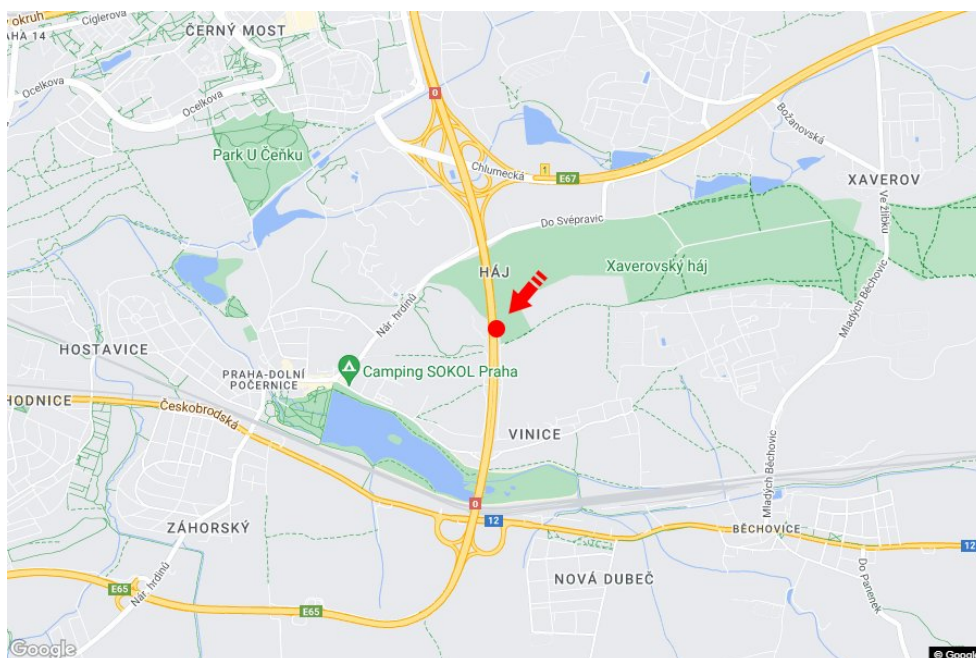 Ciglerova
okruh
AHA 14
ČERNÝ MOST
Ocelkova
Ocelkova
0
Park U Čeňku
Chlumecká
1
E67
Božanovská
XAVEROV
Ve žlíbku
Do Svépravic
HÁJ
Xaverovský háj
Nár. hrdinů
Mladých Běchovic
HOSTAVICE
PRAHA-DOLNÍ
POČERNICE
Camping SOKOL Praha
HODNICE
Českobrodská
VINICE
Mladých Běchovic
0
12
ZÁHORSKÝ
BĚCHOVICE
12
NOVÁ DUBEČ
Do Panenek
E65
Nár. hrdinů
E65
Google
© Googl